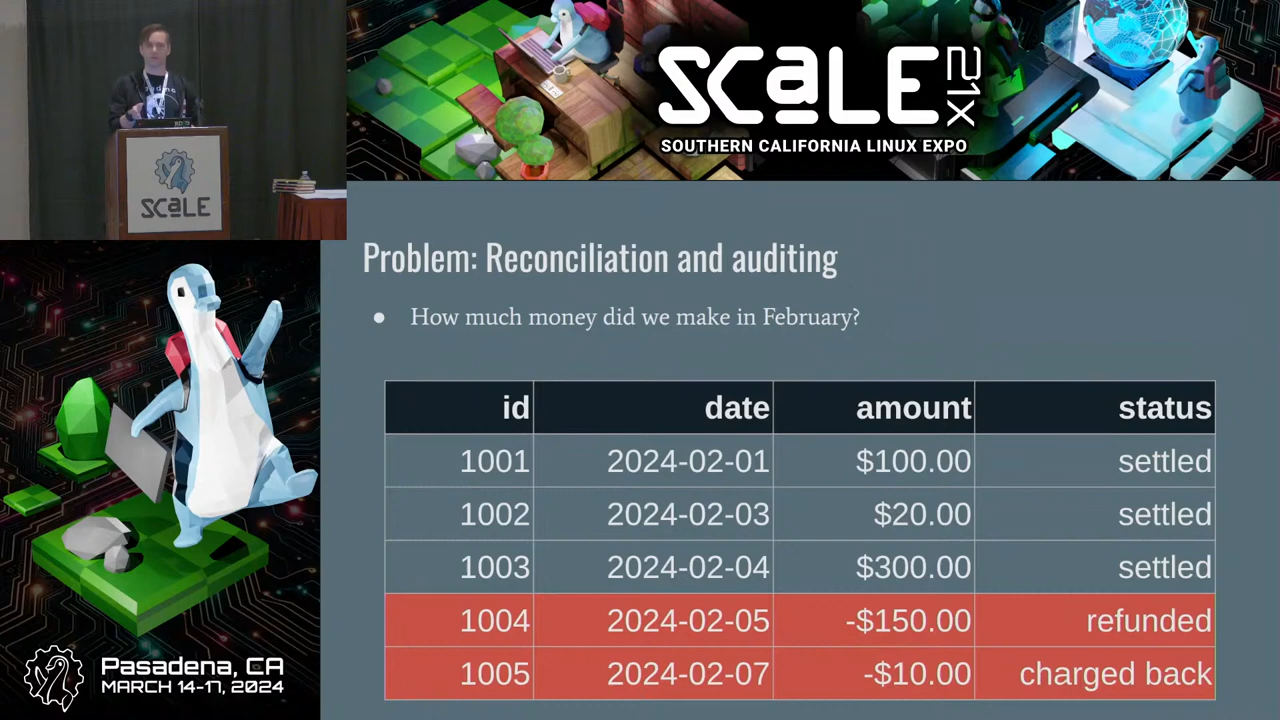 SCaLE 21X
SOUTHERN CALIFORNIA LINUX EXPO
SCaLE
Problem: Reconciliation and auditing
● How much money did we make in February?
id date amount status
1001 2024-02-01 $100.00 settled
1002 2024-02-03 $20.00 settled
1003 2024-02-04 $300.00 settled
1004 2024-02-05 -$150.00 refunded
1005 2024-02-07 -$10.00 charged back
Pasadena, CA
MARCH 14-17, 2024